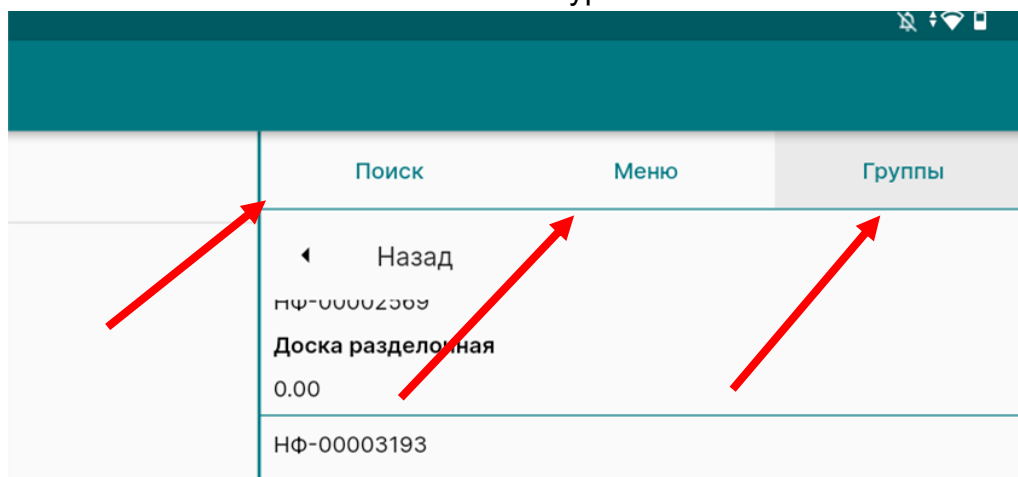 Поиск Меню Группы
Назад
НФ-00002569
Доска разделочная
0.00
НФ-00003193